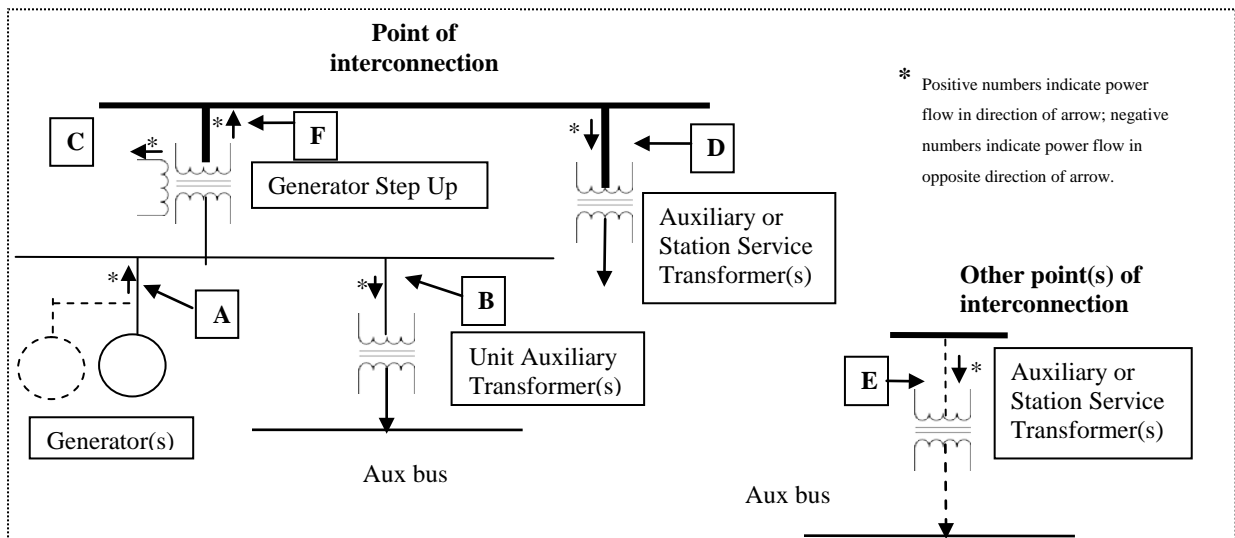 Point of
interconnection
* Positive numbers indicate power
flow in direction of arrow; negative
numbers indicate power flow in
opposite direction of arrow.
C
*
*
F
*
D
Generator Step Up
Auxiliary or
Station Service
Transformer(s)
*
A
*
B
Other point(s) of
interconnection
Unit Auxiliary
Transformer(s)
E
*
Auxiliary or
Station Service
Transformer(s)
Generator(s)
Aux bus
Aux bus